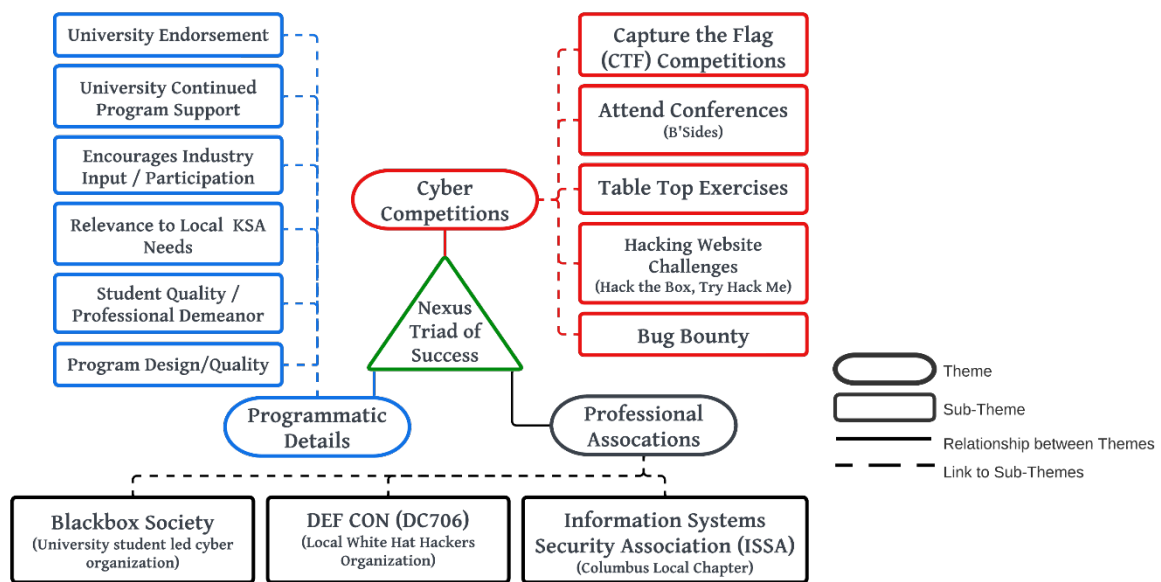 University Endorsement
University Continued
Program Support
Encourages Industry
Input / Participation
Relevance to Local KSA
Needs
Student Quality /
Professional Demeanor
Program Design/Quality
Cyber
Competitions
Capture the Flag
(CTF) Competitions
Attend Conferences
(B'Sides)
Table Top Exercises
Hacking Website
Challenges
(Hack the Box, Try Hack Me)
Bug Bounty
Nexus
Triad of
Success
Programmatic
Details
Professional
Assocations
Theme
Sub-Theme
Relationship between Themes
Link to Sub-Themes
Blackbox Society
(University student led cyber
organization)
DEF CON (DC706)
(Local White Hat Hackers
Organization)
Information Systems
Security Association (ISSA)
(Columbus Local Chapter)